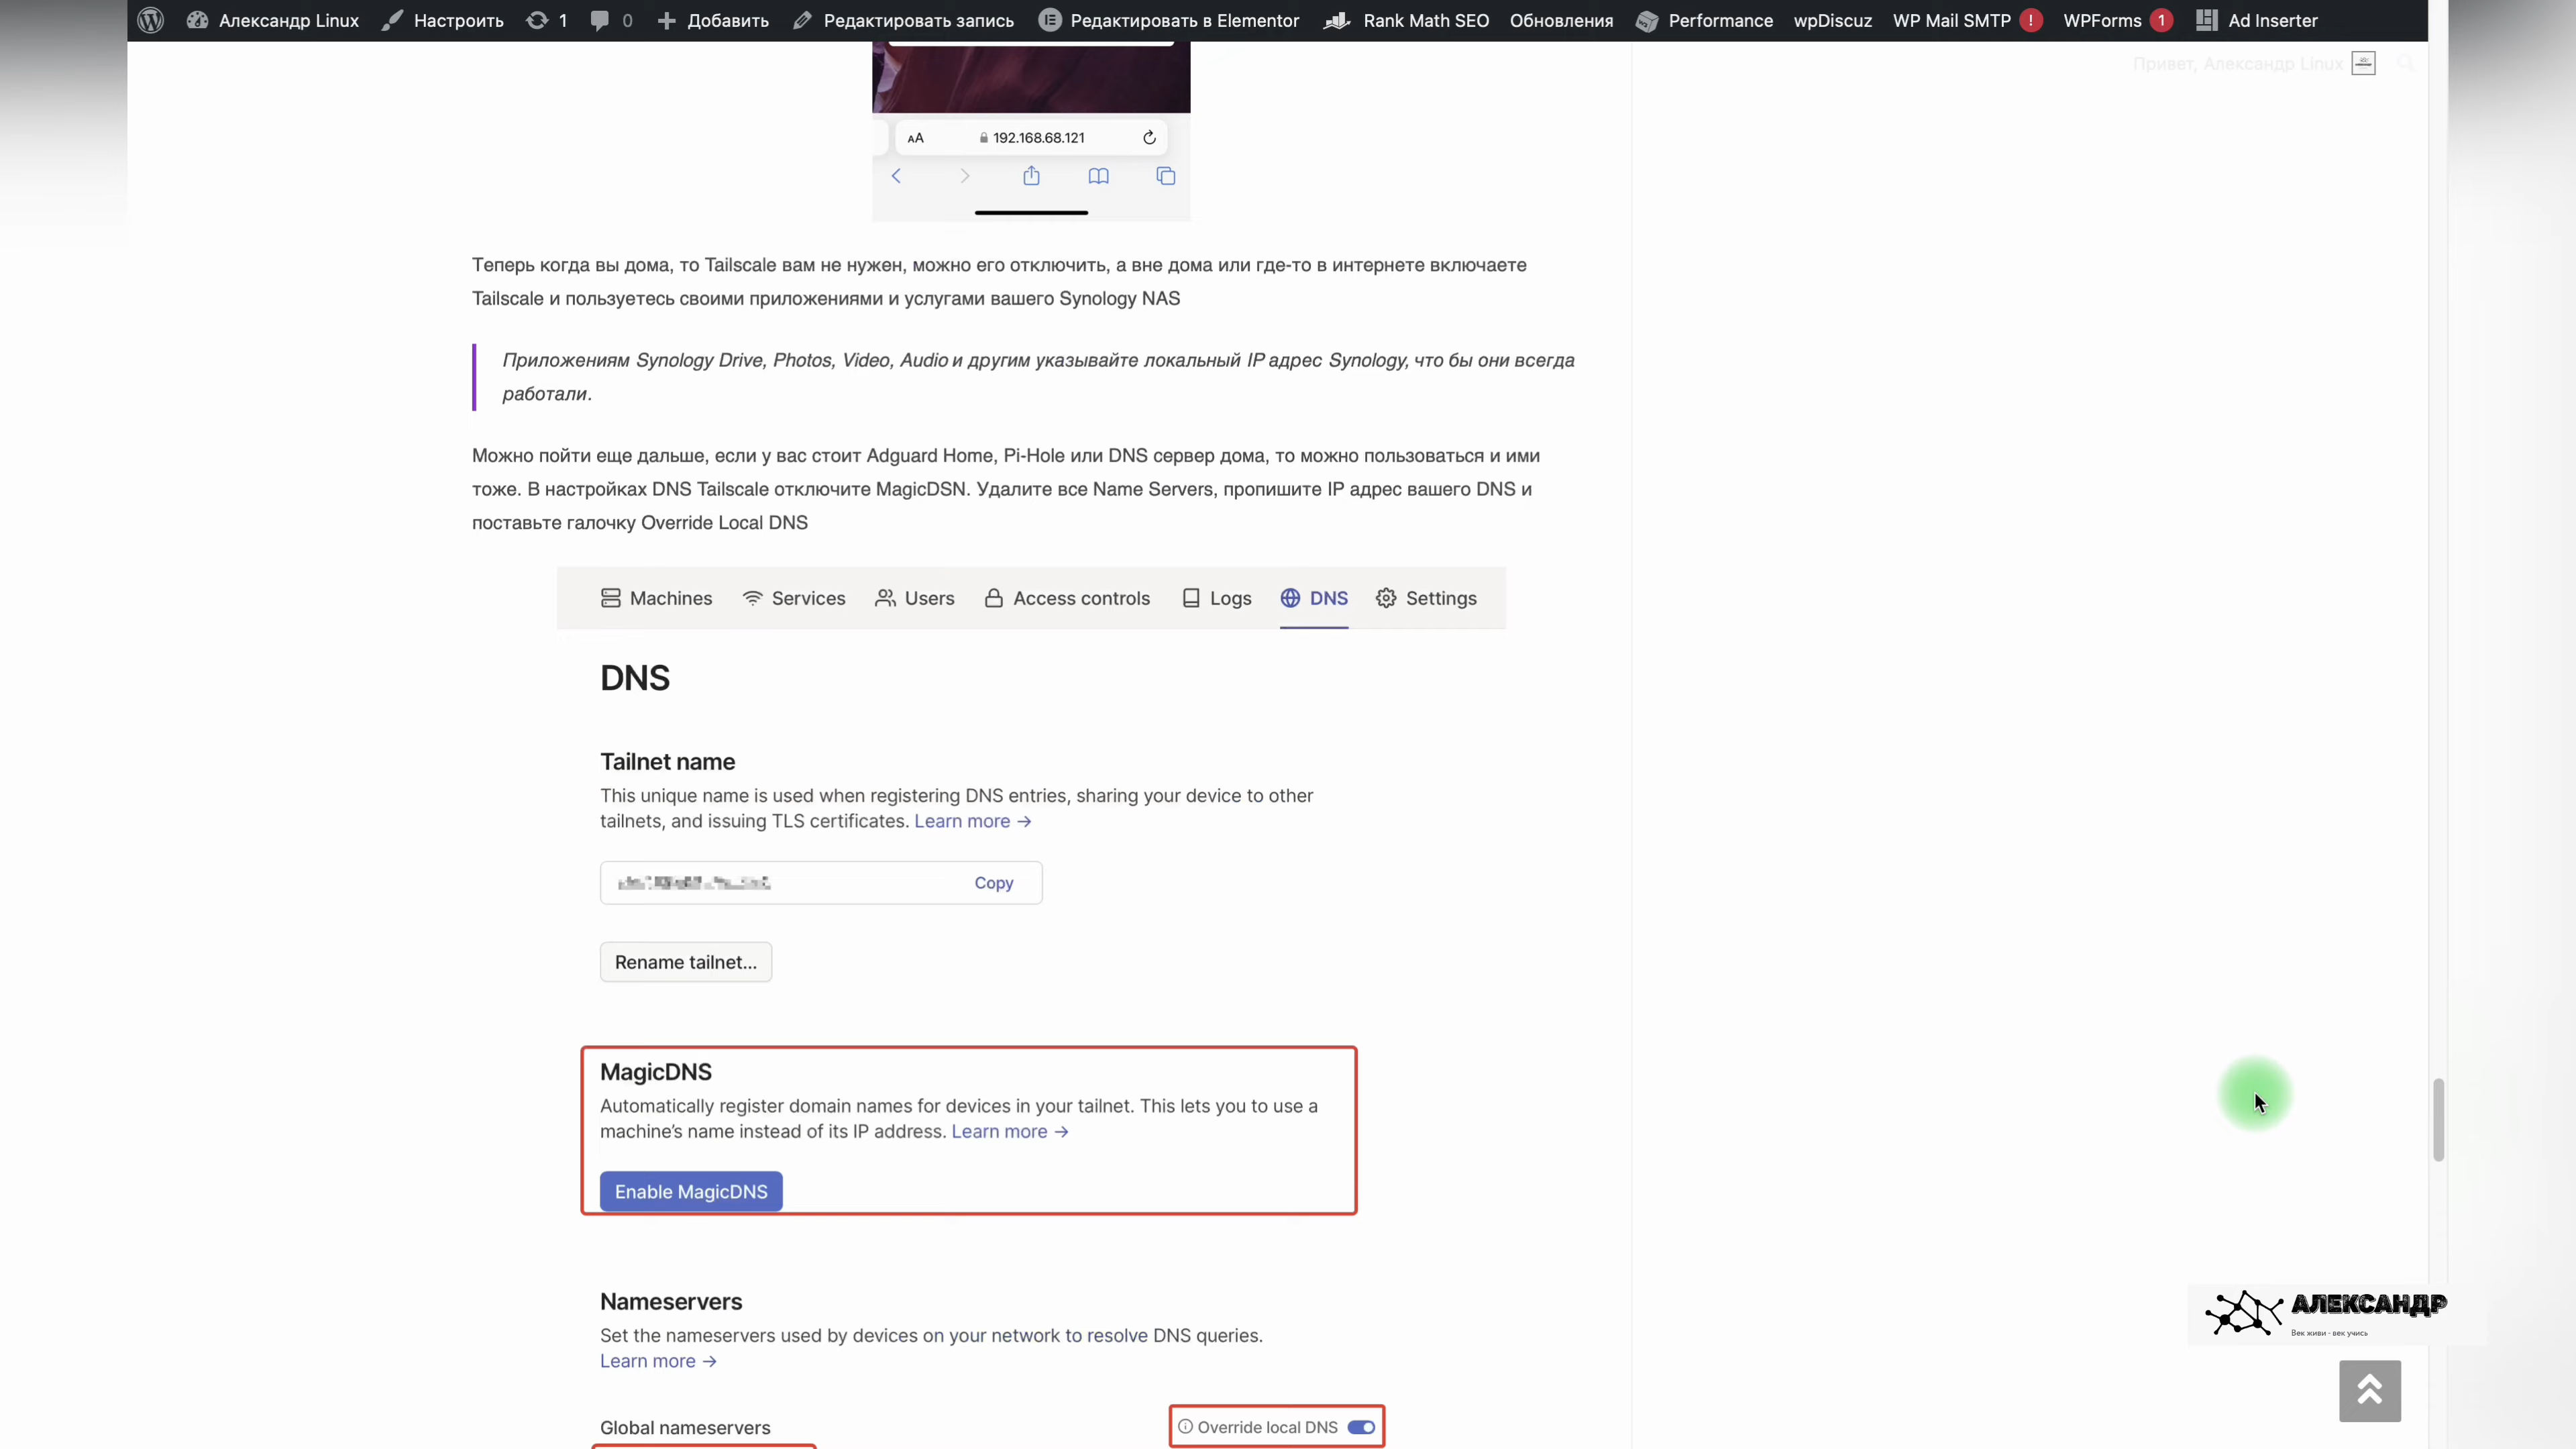 Александр Linux Настроить 1 0 Добавить Редактировать запись Редактировать в Elementor Rank Math SEO Обновления Performance wpDiscuz WP Mail SMTP ! WPForms 1 Ad Inserter
Привет, Александр Linux
AA 192.168.68.121
Теперь когда вы дома, то Tailscale вам не нужен, можно его отключить, а вне дома или где-то в интернете включаете
Tailscale и пользуетесь своими приложениями и услугами вашего Synology NAS
Приложениям Synology Drive, Photos, Video, Audio и другим указывайте локальный IP адрес Synology, что бы они всегда
работали.
Можно пойти еще дальше, если у вас стоит Adguard Home, Pi-Hole или DNS сервер дома, то можно пользоваться и ими
тоже. В настройках DNS Tailscale отключите MagicDSN. Удалите все Name Servers, пропишите IP адрес вашего DNS и
поставьте галочку Override Local DNS
Machines Services Users Access controls Logs DNS Settings
DNS
Tailnet name
This unique name is used when registering DNS entries, sharing your device to other
tailnets, and issuing TLS certificates. Learn more →
Copy
Rename tailnet...
MagicDNS
Automatically register domain names for devices in your tailnet. This lets you to use a
machine's name instead of its IP address. Learn more →
Enable MagicDNS
Nameservers
Set the nameservers used by devices on your network to resolve DNS queries.
Learn more →
Global nameservers
Override local DNS
АЛЕКСАНДР
Век живи - век учись